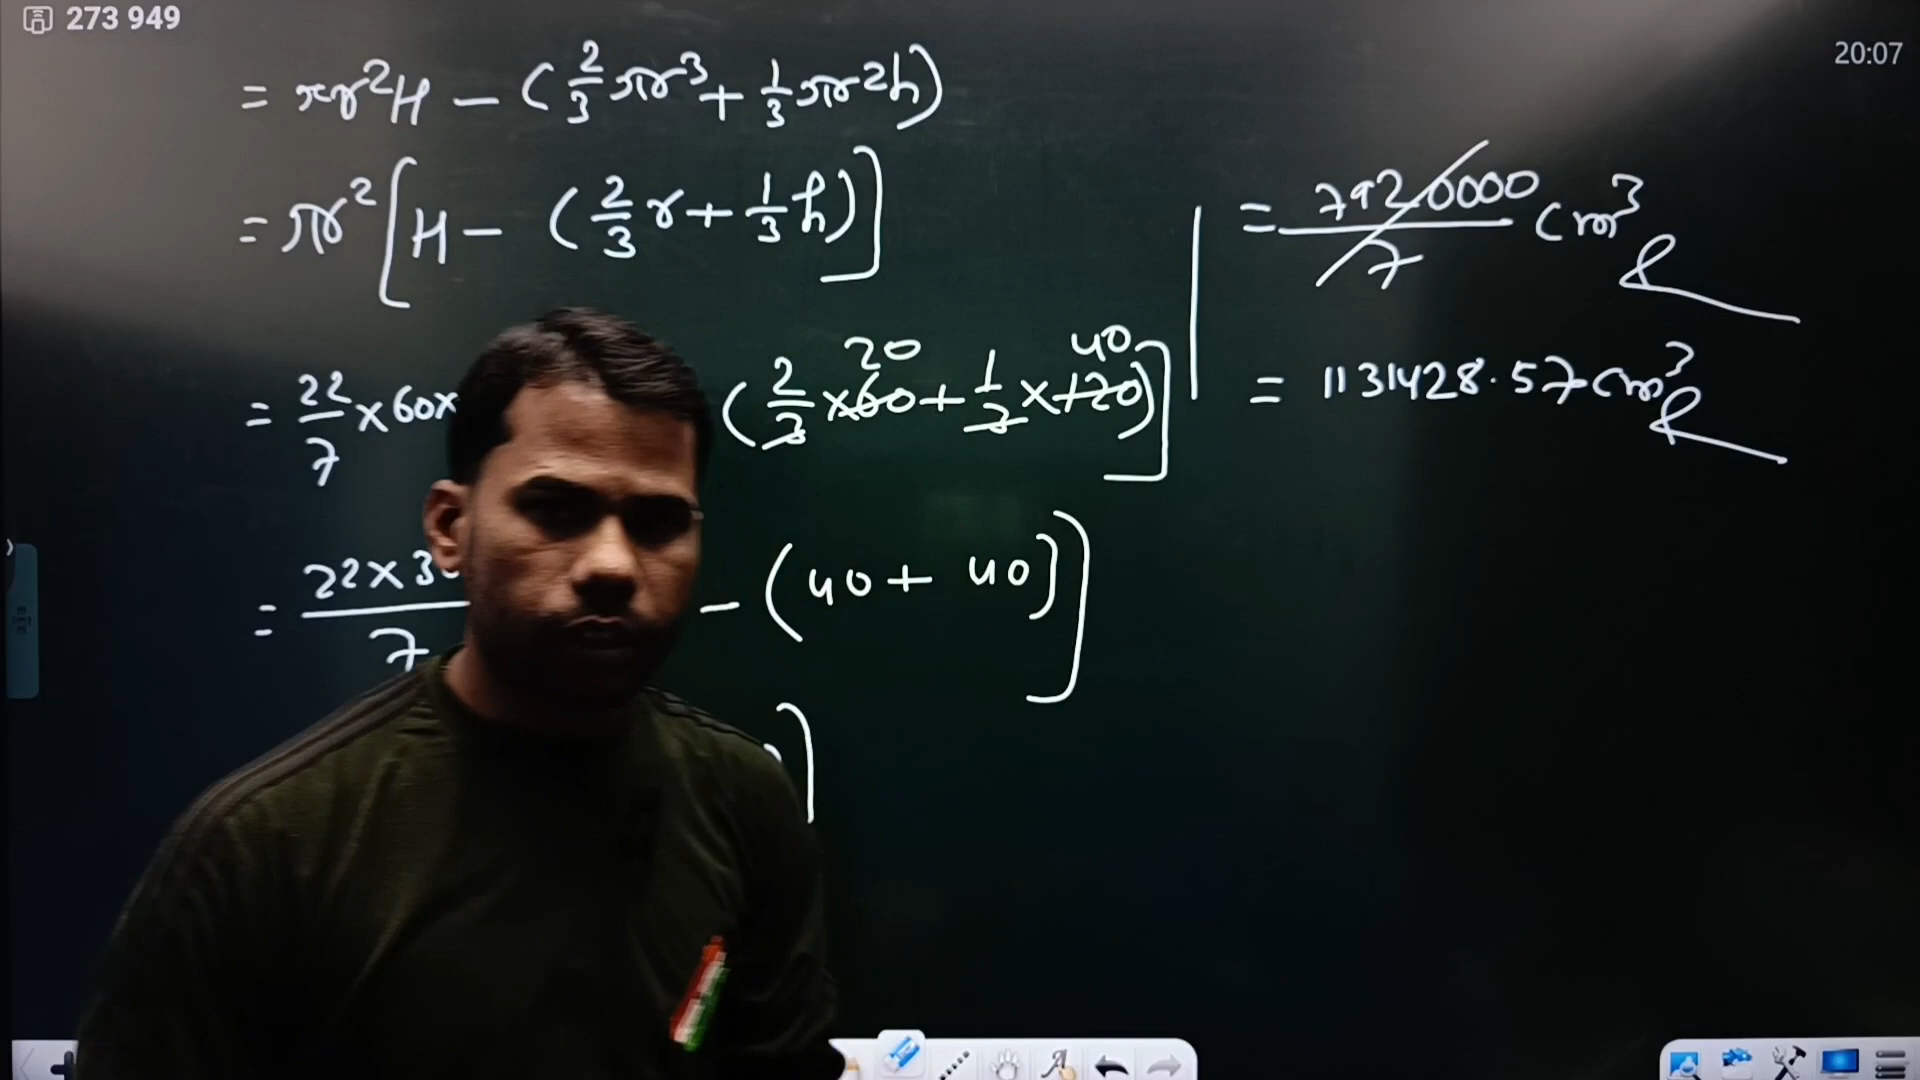 273 949
20:07
= πr²H - (2/3 πr³ + 1/3 πr²h)
= πr² [H - (2/3 r + 1/3 h)]
= 22/7 × 60 × (2/3 × 60 20 + 1/3 × 120 40)]
= 22 × 3 / 7 - (40 + 40)]
]
= 7920000/7 cm³
= 1131428.57 cm³